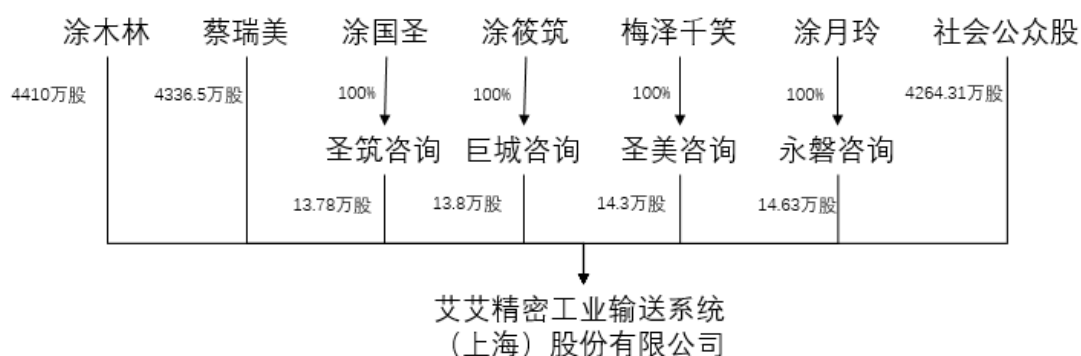 涂木林 蔡瑞美 涂国圣 涂筱筑 梅泽千笑 涂月玲 社会公众股
4410万股 4336.5万股 100% 100% 100% 100% 4264.31万股
圣筑咨询 巨城咨询 圣美咨询 永磐咨询
13.78万股 13.8万股 14.3万股 14.63万股
艾艾精密工业输送系统
（上海）股份有限公司